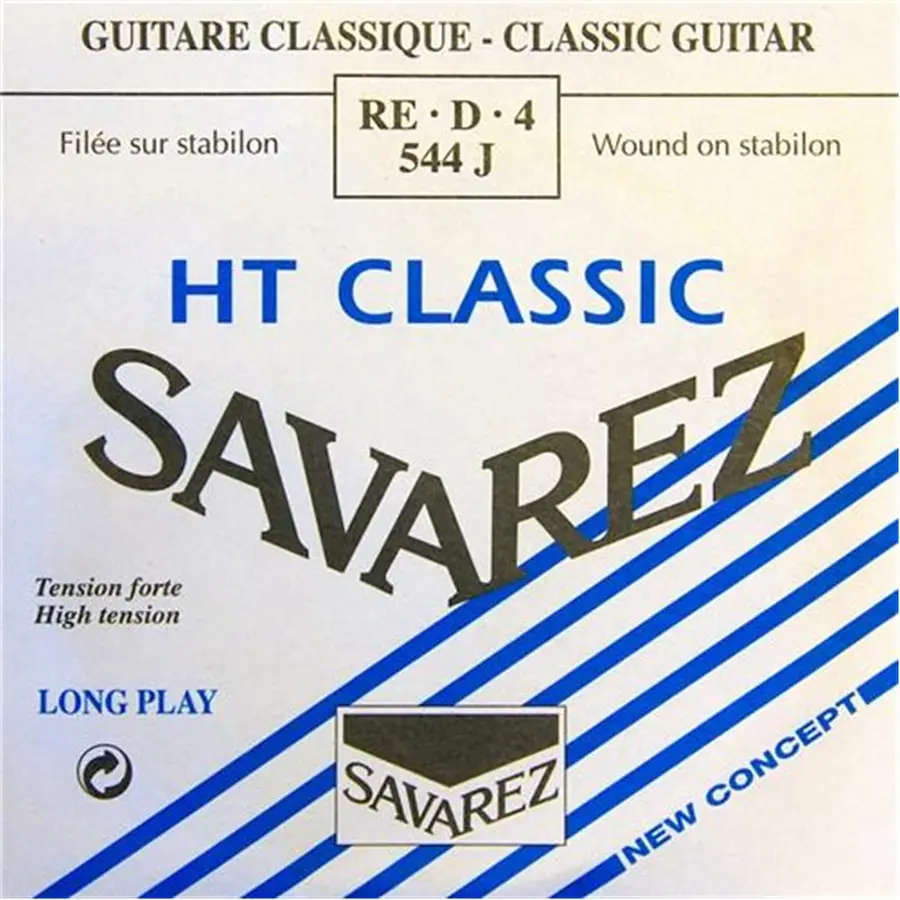 GUITARE CLASSIQUE - CLASSIC GUITAR
RE · D · 4
544 J
Filée sur stabilon
Wound on stabilon
HT CLASSIC
SAVAREZ
Tension forte
High tension
LONG PLAY
SAVAREZ
NEW CONCEPT